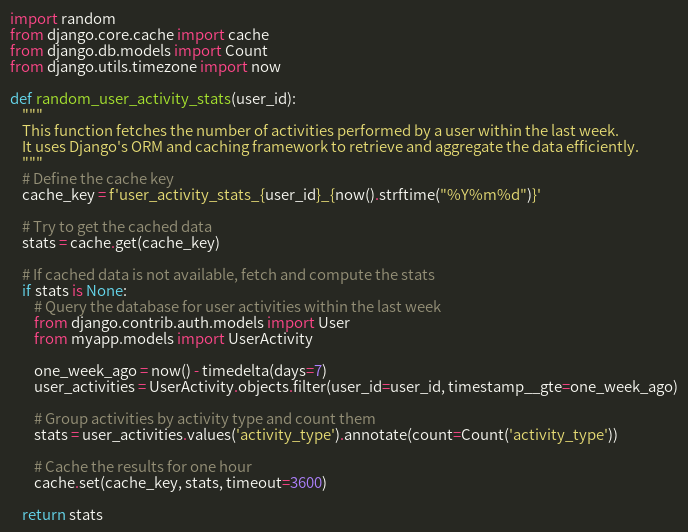 import random
from django.core.cache import cache
from django.db.models import Count
from django.utils.timezone import now

def random_user_activity_stats(user_id):
    """
    This function fetches the number of activities performed by a user within the last week.
    It uses Django's ORM and caching framework to retrieve and aggregate the data efficiently.
    """
    # Define the cache key
    cache_key = f'user_activity_stats_{user_id}_{now().strftime("%Y%m%d")}'

    # Try to get the cached data
    stats = cache.get(cache_key)

    # If cached data is not available, fetch and compute the stats
    if stats is None:
        # Query the database for user activities within the last week
        from django.contrib.auth.models import User
        from myapp.models import UserActivity

        one_week_ago = now() - timedelta(days=7)
        user_activities = UserActivity.objects.filter(user_id=user_id, timestamp__gte=one_week_ago)

        # Group activities by activity type and count them
        stats = user_activities.values('activity_type').annotate(count=Count('activity_type'))

        # Cache the results for one hour
        cache.set(cache_key, stats, timeout=3600)

    return stats